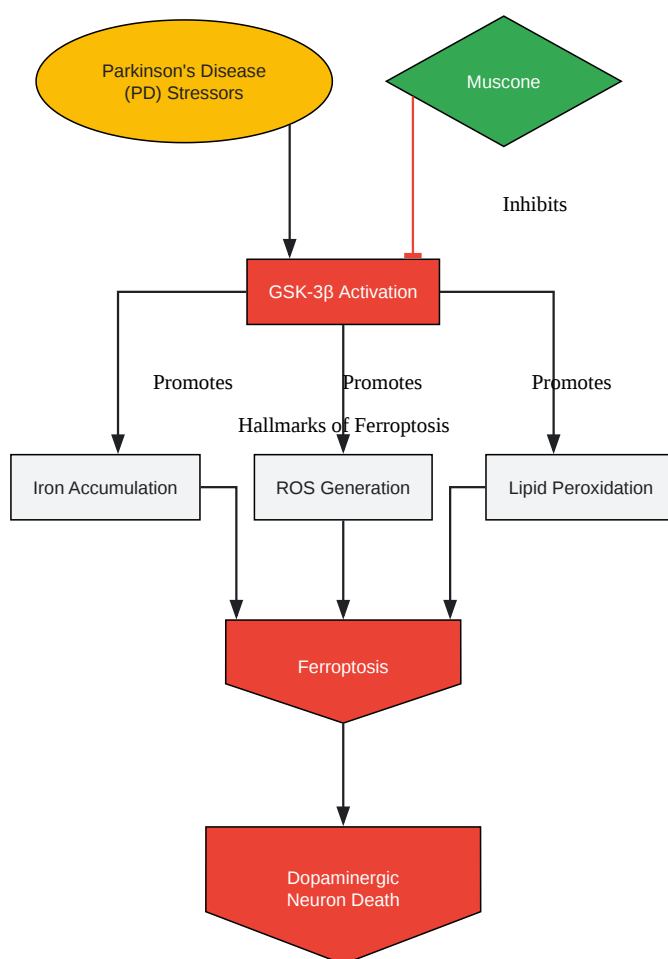 Parkinson's Disease
(PD) Stressors
Muscone
Inhibits
GSK-3β Activation
Promotes
Promotes
Promotes
Hallmarks of Ferroptosis
Iron Accumulation
ROS Generation
Lipid Peroxidation
Ferroptosis
Dopaminergic
Neuron Death